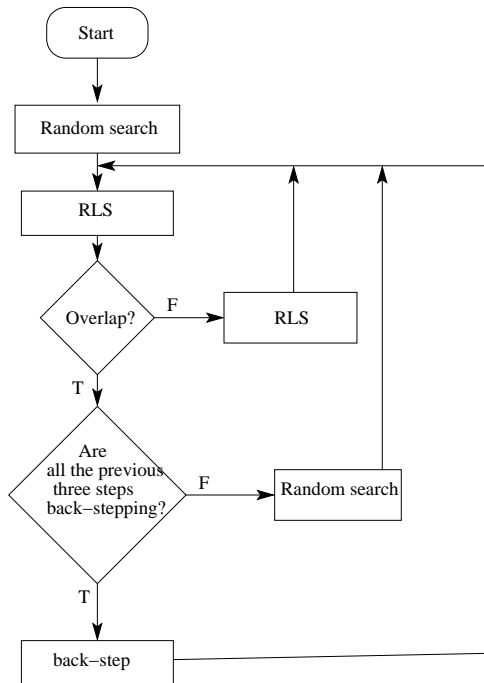 Start
Random search
RLS
Overlap?
F
RLS
T
Are
all the previous
three steps
back-stepping?
F
Random search
T
back-step